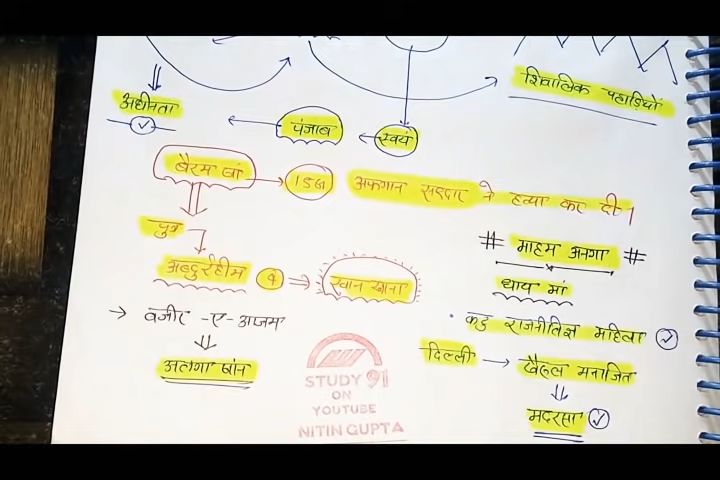 शिवालिक पहाड़ियों
अधीनता
पंजाब
स्वयं
बैरम खां
1561 अफगान सरदार ने हत्या कर दी।
पुत्र
अब्दुर्रहीम
4
खान खाना
वजीर -ए-आजम
अतगा खांन
# माहम अनगा #
धाय मां
कटु राजनीतिज्ञ महिला
दिल्ली
खैरुल मनाजित
मदरसा
STUDY 91
ON
YOUTUBE
NITIN GUPTA